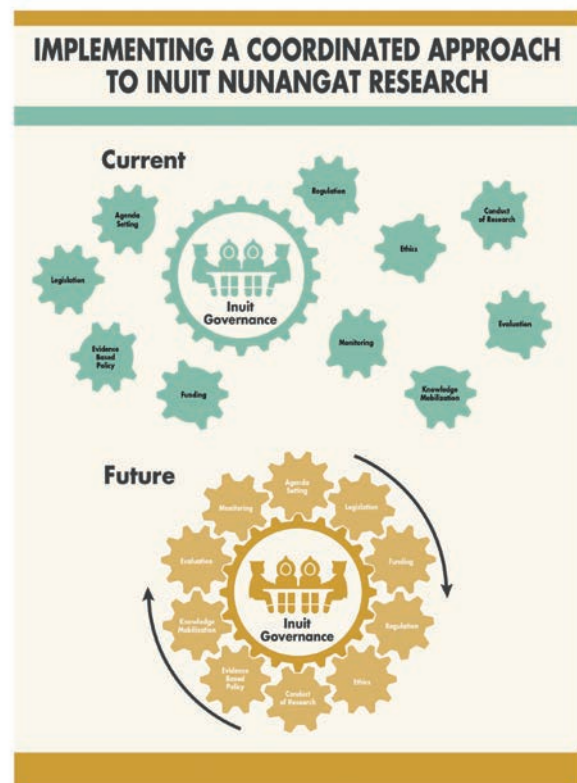 IMPLEMENTING A COORDINATED APPROACH
TO INUIT NUNANGAT RESEARCH
Current
Agenda
Setting
Regulation
Conduct
of Research
Ethics
Legislation
Inuit
Governance
Evaluation
Evidence
Based
Policy
Monitoring
Funding
Knowledge
Mobilization
Future
Agenda
Setting
Monitoring
Legislation
Evaluation
Funding
Inuit
Governance
Knowledge
Mobilization
Regulation
Evidence
Based
Policy
Ethics
Conduct
of Research